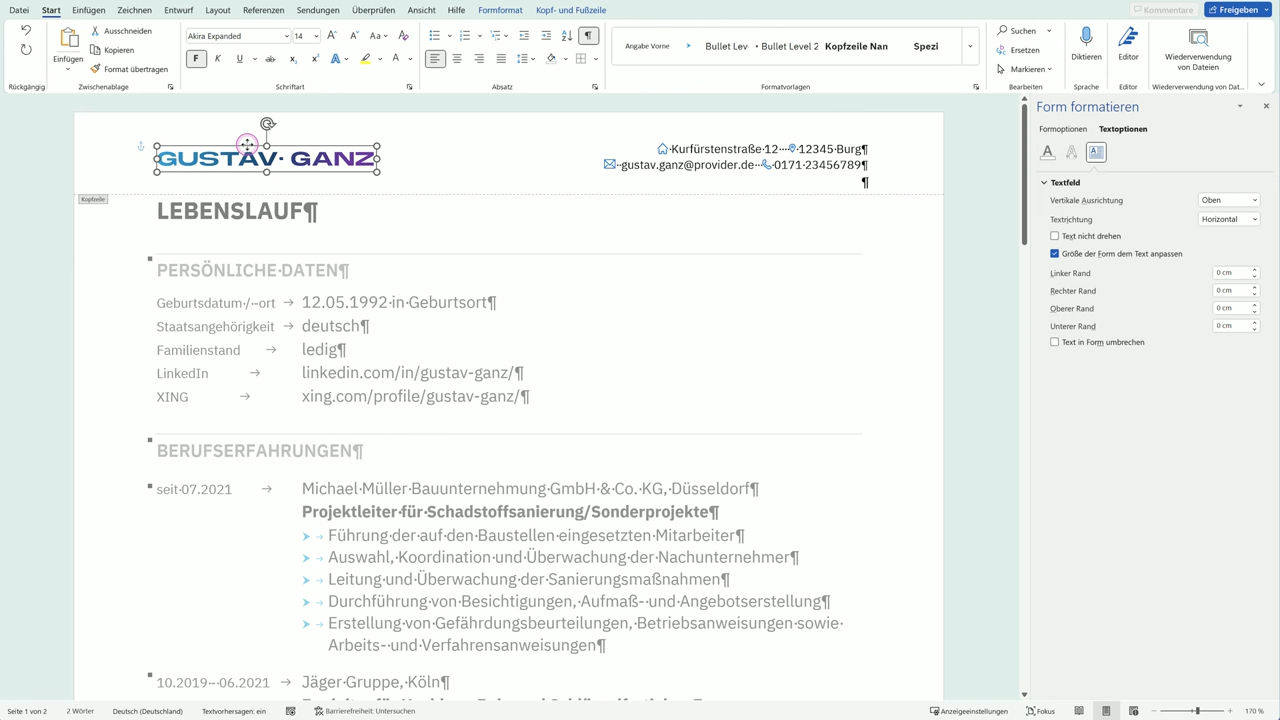 Datei Start Einfügen Zeichnen Entwurf Layout Referenzen Sendungen Überprüfen Ansicht Hilfe Formformat Kopf- und Fußzeile Kommentare Freigeben
Akira Expanded 14 Aa
Ausschneiden
Kopieren
Format übertragen
Einfügen
F K U ab x₂ x² A A
Angabe Vorne Bullet Lev • Bullet Level 2 Kopfzeile Nan Spezi
Suchen
Ersetzen
Markieren
Diktieren
Editor
Wiederverwendung
von Dateien
Rückgängig Zwischenablage Schriftart Absatz Formatvorlagen Bearbeiten Sprache Editor Wiederverwendung von Dat...
GUSTAV· GANZ
Kurfürstenstraße·12·· ·12345·Burg¶
··gustav.ganz@provider.de·· ·0171·23456789¶
¶
Kopfzeile
LEBENSLAUF¶
PERSÖNLICHE·DATEN¶
Geburtsdatum·/·-ort → 12.05.1992·in·Geburtsort¶
Staatsangehörigkeit → deutsch¶
Familienstand → ledig¶
LinkedIn → linkedin.com/in/gustav-ganz/¶
XING → xing.com/profile/gustav-ganz/¶
BERUFSERFAHRUNGEN¶
seit·07.2021 → Michael·Müller·Bauunternehmung·GmbH·&·Co.·KG,·Düsseldorf¶
Projektleiter·für·Schadstoffsanierung/Sonderprojekte¶
➤ → Führung·der·auf·den·Baustellen·eingesetzten·Mitarbeiter¶
➤ → Auswahl,·Koordination·und·Überwachung·der·Nachunternehmer¶
➤ → Leitung·und·Überwachung·der·Sanierungsmaßnahmen¶
➤ → Durchführung·von·Besichtigungen,·Aufmaß-·und·Angebotserstellung¶
➤ → Erstellung·von·Gefährdungsbeurteilungen,·Betriebsanweisungen·sowie·
Arbeits-·und·Verfahrensanweisungen¶
10.2019·–·06.2021 → Jäger·Gruppe,·Köln¶
Form formatieren
Formoptionen Textoptionen
Textfeld
Vertikale Ausrichtung Oben
Textrichtung Horizontal
Text nicht drehen
Größe der Form dem Text anpassen
Linker Rand 0 cm
Rechter Rand 0 cm
Oberer Rand 0 cm
Unterer Rand 0 cm
Text in Form umbrechen
Seite 1 von 2 2 Wörter Deutsch (Deutschland) Textvorhersagen: ein Barrierefreiheit: Untersuchen Anzeigeeinstellungen Fokus 170 %